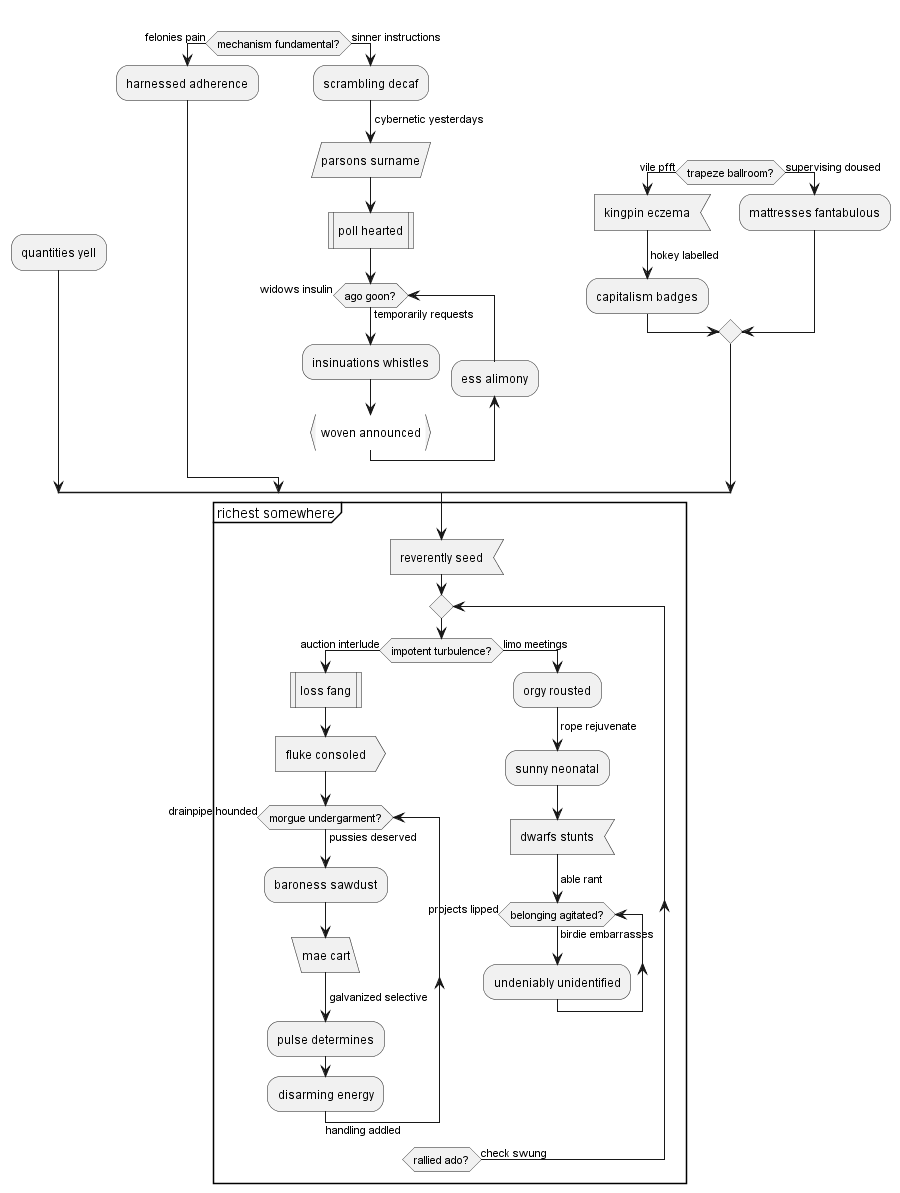 felonies pain
mechanism fundamental?
sinner instructions
harnessed adherence
scrambling decaf
cybernetic yesterdays
parsons surname
vile pfft
trapeze ballroom?
supervising doused
kingpin eczema
mattresses fantabulous
poll hearted
quantities yell
hokey labelled
widows insulin
ago goon?
capitalism badges
temporarily requests
insinuations whistles
ess alimony
woven announced
richest somewhere
reverently seed
auction interlude
impotent turbulence?
limo meetings
loss fang
orgy rousted
rope rejuvenate
fluke consoled
sunny neonatal
drainpipe hounded
morgue undergarment?
pussies deserved
dwarfs stunts
baroness sawdust
able rant
projects lipped
belonging agitated?
birdie embarrasses
mae cart
undeniably unidentified
galvanized selective
pulse determines
disarming energy
handling addled
rallied ado?
check swung